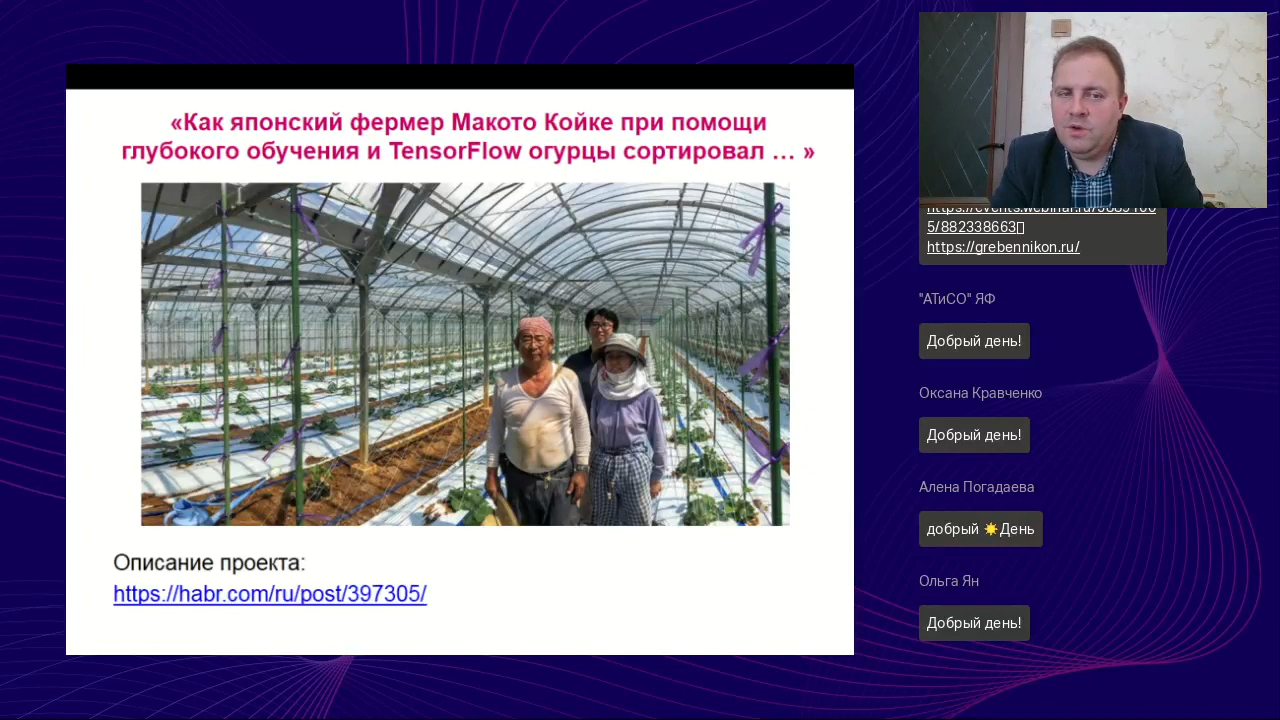 «Как японский фермер Макото Койке при помощи
глубокого обучения и TensorFlow огурцы сортировал … »
Описание проекта:
https://habr.com/ru/post/397305/
5/882338663
https://grebennikon.ru/
"АТиСО" ЯФ
Добрый день!
Оксана Кравченко
Добрый день!
Алена Погадаева
добрый ☀️День
Ольга Ян
Добрый день!